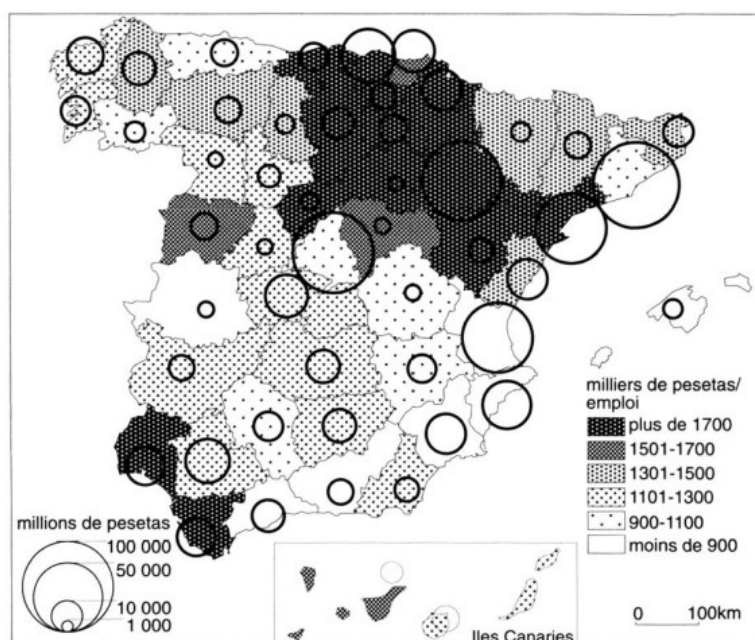 milliers de pesetas/
emploi
plus de 1700
1501-1700
1301-1500
1101-1300
900-1100
moins de 900
millions de pesetas
100 000
50 000
10 000
1 000
Iles Canaries
0 100km